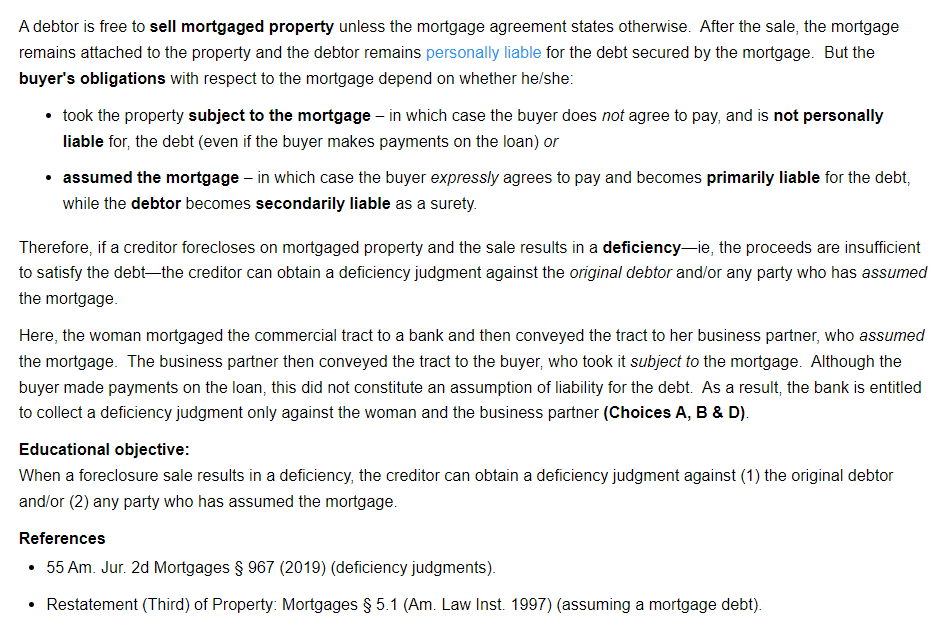 A debtor is free to sell mortgaged property unless the mortgage agreement states otherwise.  After the sale, the mortgage
remains attached to the property and the debtor remains personally liable for the debt secured by the mortgage.  But the
buyer's obligations with respect to the mortgage depend on whether he/she:
• took the property subject to the mortgage – in which case the buyer does not agree to pay, and is not personally
liable for, the debt (even if the buyer makes payments on the loan) or
• assumed the mortgage – in which case the buyer expressly agrees to pay and becomes primarily liable for the debt,
while the debtor becomes secondarily liable as a surety.
Therefore, if a creditor forecloses on mortgaged property and the sale results in a deficiency—ie, the proceeds are insufficient
to satisfy the debt—the creditor can obtain a deficiency judgment against the original debtor and/or any party who has assumed
the mortgage.
Here, the woman mortgaged the commercial tract to a bank and then conveyed the tract to her business partner, who assumed
the mortgage.  The business partner then conveyed the tract to the buyer, who took it subject to the mortgage.  Although the
buyer made payments on the loan, this did not constitute an assumption of liability for the debt.  As a result, the bank is entitled
to collect a deficiency judgment only against the woman and the business partner (Choices A, B & D).
Educational objective:
When a foreclosure sale results in a deficiency, the creditor can obtain a deficiency judgment against (1) the original debtor
and/or (2) any party who has assumed the mortgage.
References
• 55 Am. Jur. 2d Mortgages § 967 (2019) (deficiency judgments).
• Restatement (Third) of Property: Mortgages § 5.1 (Am. Law Inst. 1997) (assuming a mortgage debt).